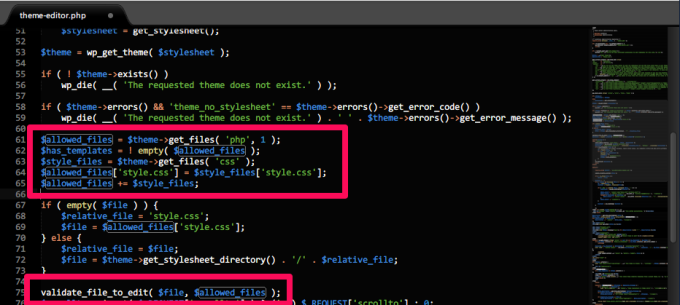 theme-editor.php
51 $stylesheet = get_stylesheet();
52
53 $theme = wp_get_theme( $stylesheet );
54
55 if ( ! $theme->exists() )
56 wp_die( __( 'The requested theme does not exist.' ) );
57
58 if ( $theme->errors() && 'theme_no_stylesheet' == $theme->errors()->get_error_code() )
59 wp_die( __( 'The requested theme does not exist.' ) . ' ' . $theme->errors()->get_error_message() );
60
61 $allowed_files = $theme->get_files( 'php', 1 );
62 $has_templates = ! empty( $allowed_files );
63 $style_files = $theme->get_files( 'css' );
64 $allowed_files['style.css'] = $style_files['style.css'];
65 $allowed_files += $style_files;
66
67 if ( empty( $file ) ) {
68 $relative_file = 'style.css';
69 $file = $allowed_files['style.css'];
70 } else {
71 $relative_file = $file;
72 $file = $theme->get_stylesheet_directory() . '/' . $relative_file;
73 }
74
75 validate_file_to_edit( $file, $allowed_files );
76 $_REQUEST['scrollto'] : 0;